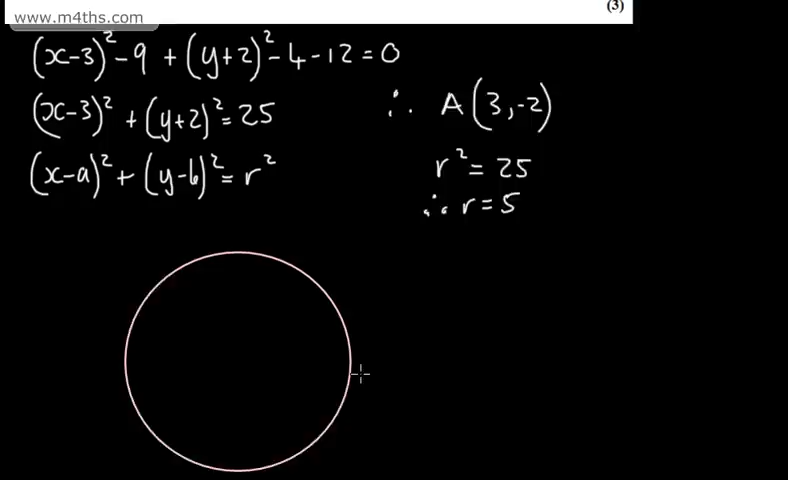 (3)
www.m4ths.com
(x-3)² - 9 + (y+2)² - 4 - 12 = 0
(x-3)² + (y+2)² = 25
∴ A(3,-2)
(x-a)² + (y-b)² = r²
r² = 25
∴ r = 5